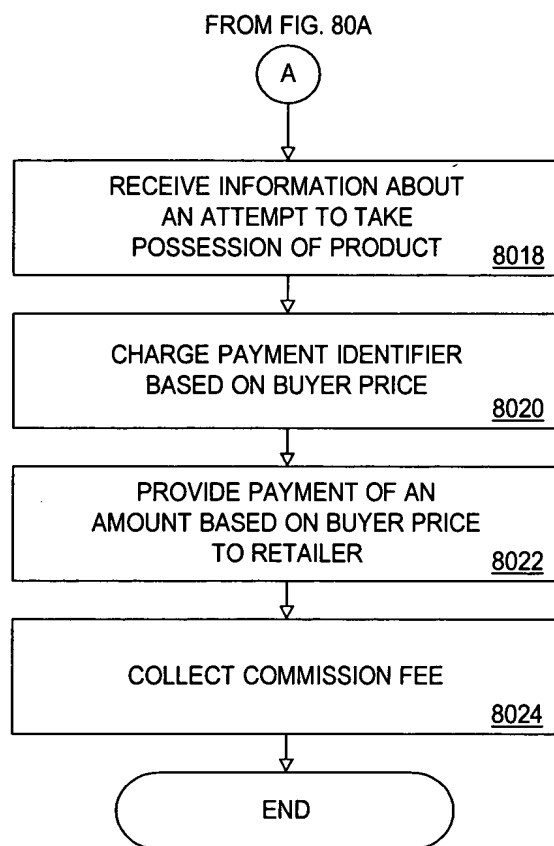 FROM FIG. 80A
A
RECEIVE INFORMATION ABOUT
AN ATTEMPT TO TAKE
POSSESSION OF PRODUCT
8018
CHARGE PAYMENT IDENTIFIER
BASED ON BUYER PRICE
8020
PROVIDE PAYMENT OF AN
AMOUNT BASED ON BUYER PRICE
TO RETAILER
8022
COLLECT COMMISSION FEE
8024
END